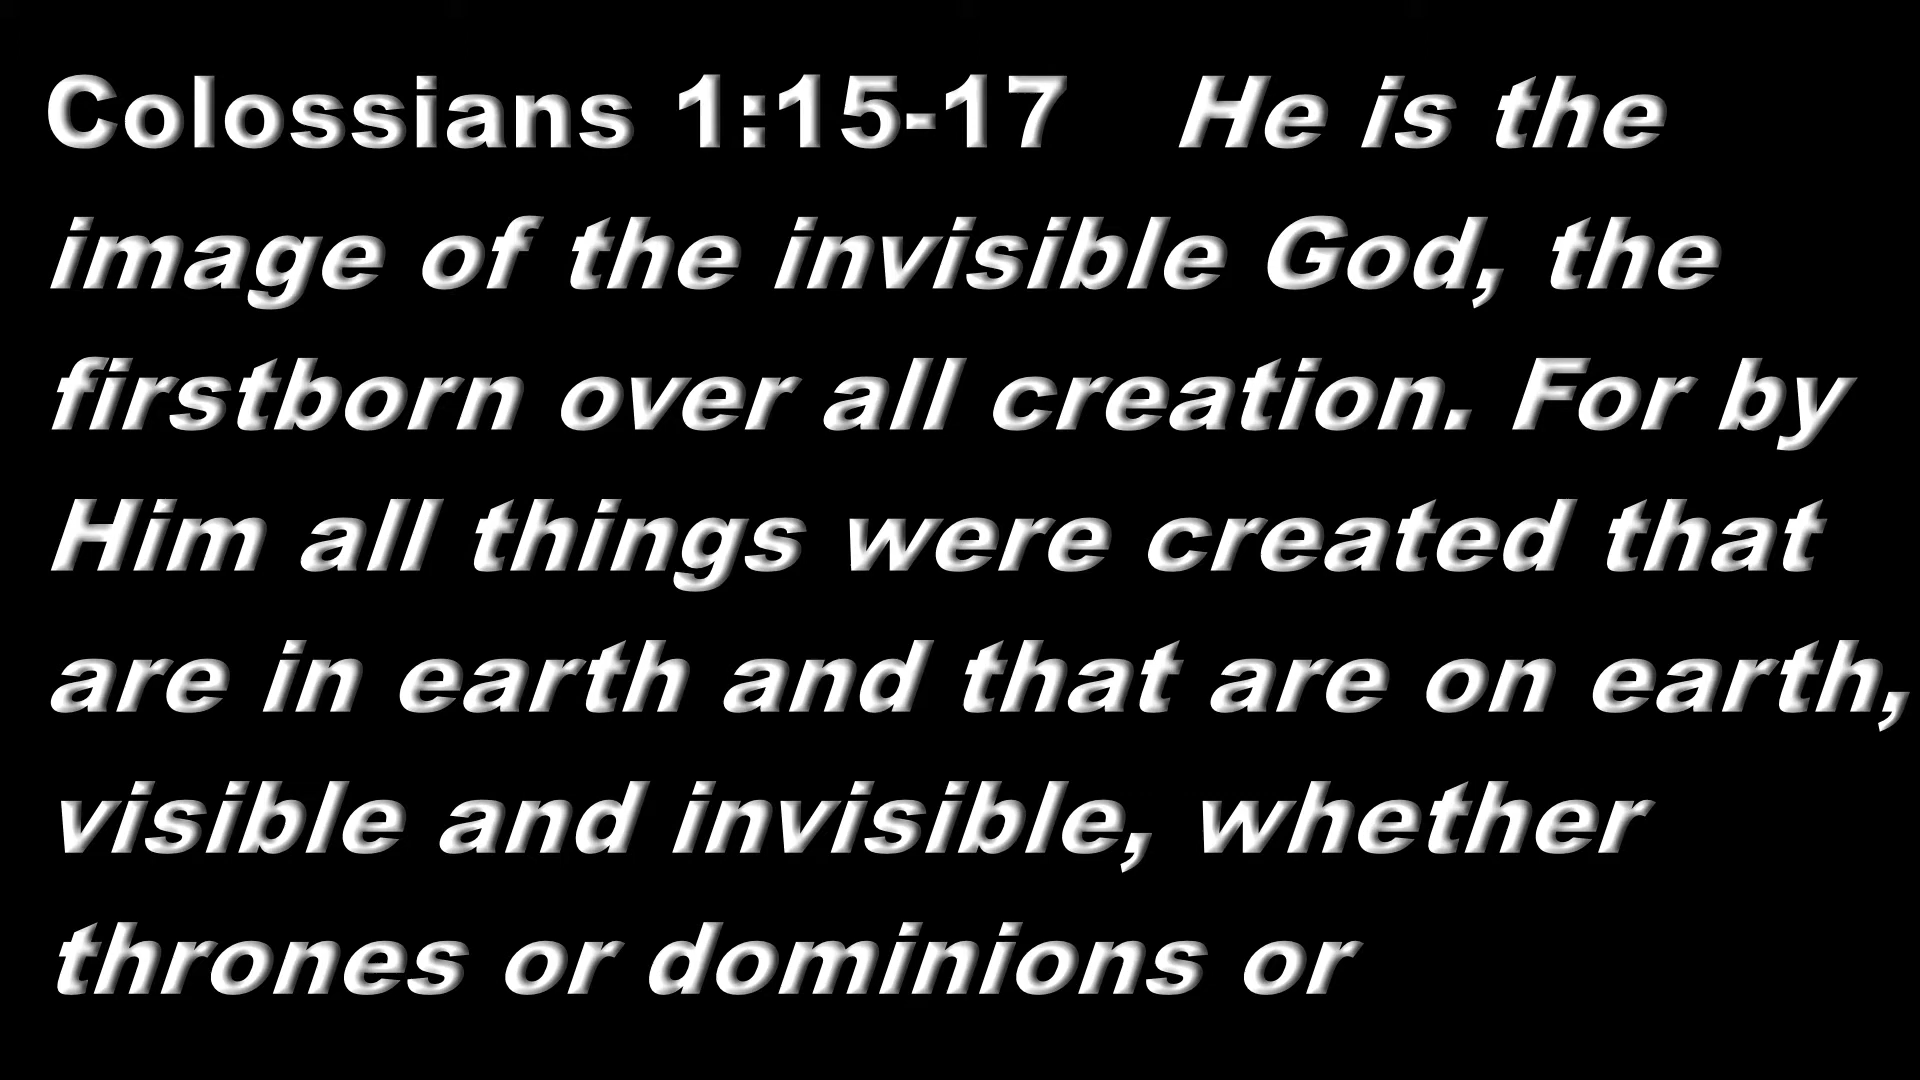 Colossians 1:15-17 He is the
image of the invisible God, the
firstborn over all creation. For by
Him all things were created that
are in earth and that are on earth,
visible and invisible, whether
thrones or dominions or